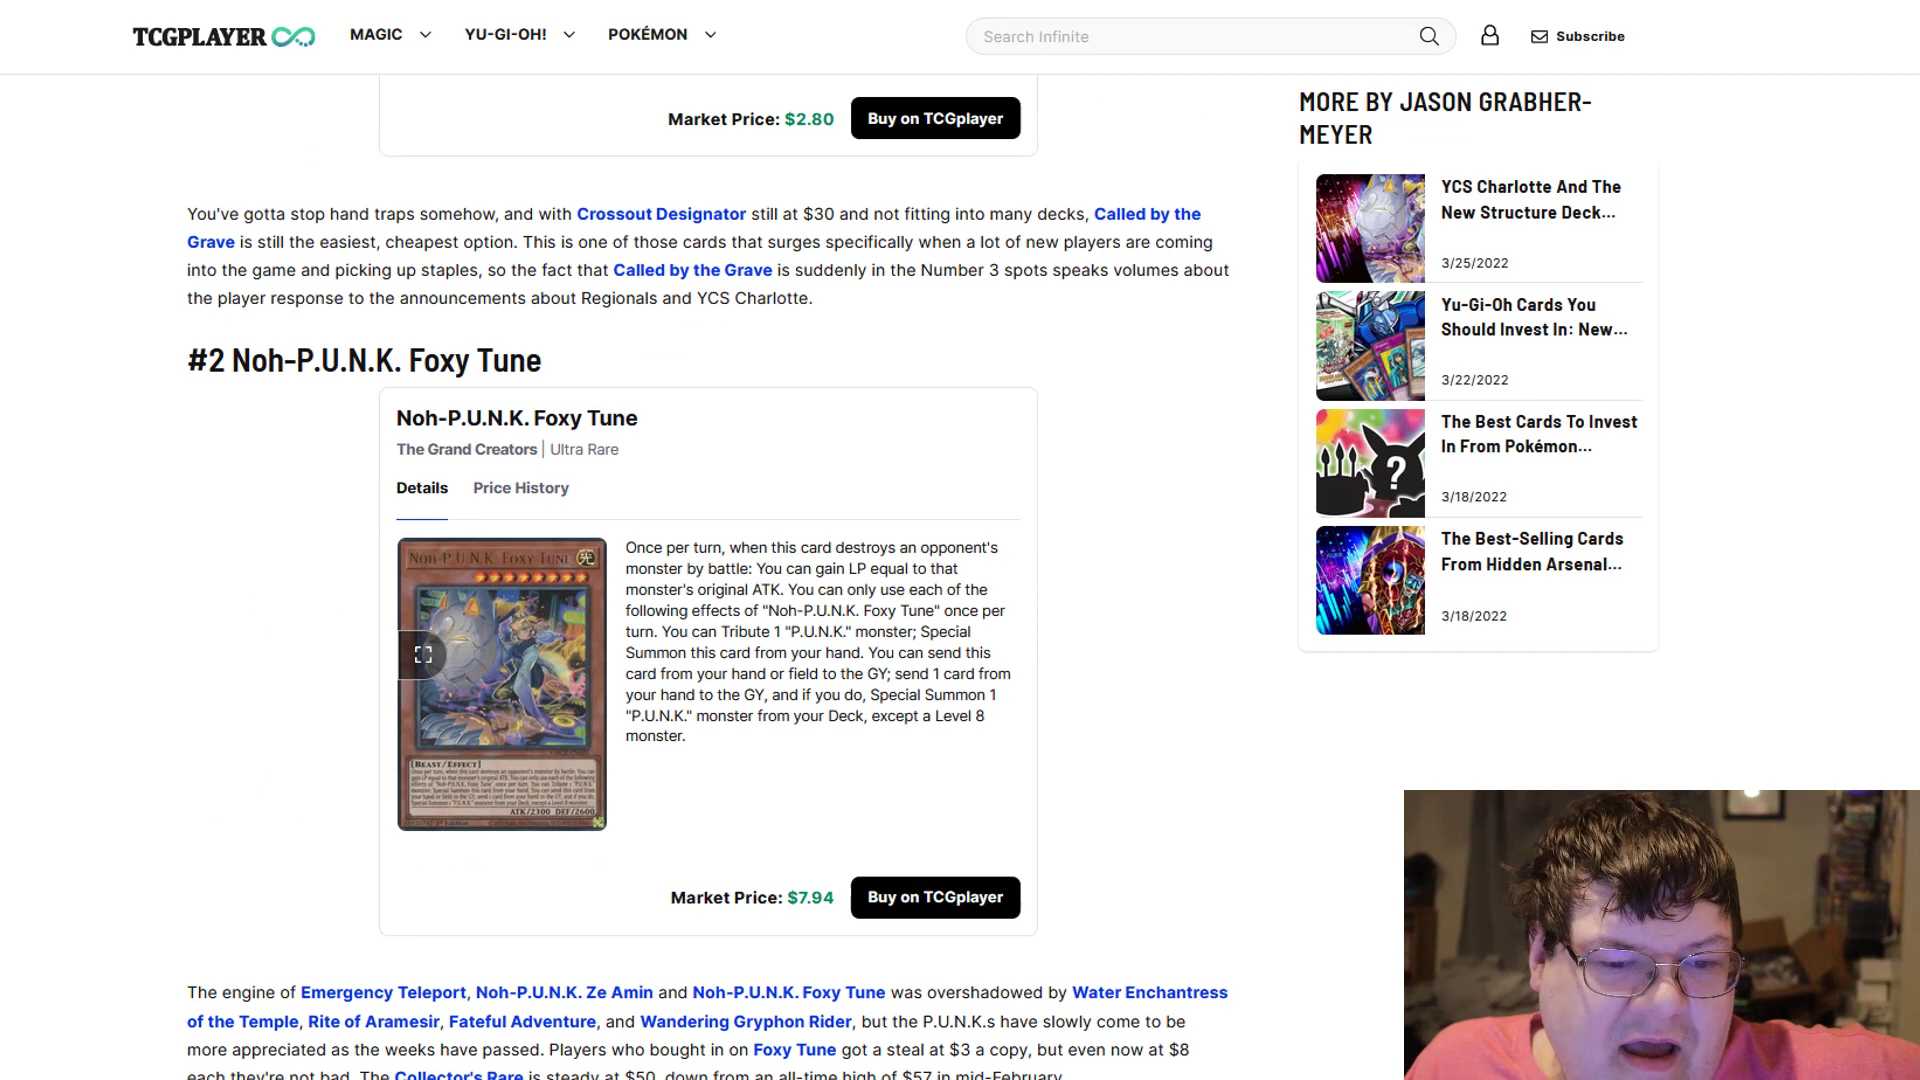 TCGPLAYER
MAGIC
YU-GI-OH!
POKÉMON
Search Infinite
Subscribe
Market Price: $2.80
Buy on TCGplayer
You've gotta stop hand traps somehow, and with Crossout Designator still at $30 and not fitting into many decks, Called by the
Grave is still the easiest, cheapest option. This is one of those cards that surges specifically when a lot of new players are coming
into the game and picking up staples, so the fact that Called by the Grave is suddenly in the Number 3 spots speaks volumes about
the player response to the announcements about Regionals and YCS Charlotte.
#2 Noh-P.U.N.K. Foxy Tune
Noh-P.U.N.K. Foxy Tune
The Grand Creators | Ultra Rare
Details
Price History
NOH-P.U.N.K. FOXY TUNE
[BEAST/EFFECT]
ATK/2300 DEF/2600
Once per turn, when this card destroys an opponent's
monster by battle: You can gain LP equal to that
monster's original ATK. You can only use each of the
following effects of "Noh-P.U.N.K. Foxy Tune" once per
turn. You can Tribute 1 "P.U.N.K." monster; Special
Summon this card from your hand. You can send this
card from your hand or field to the GY; send 1 card from
your hand to the GY, and if you do, Special Summon 1
"P.U.N.K." monster from your Deck, except a Level 8
monster.
Market Price: $7.94
Buy on TCGplayer
The engine of Emergency Teleport, Noh-P.U.N.K. Ze Amin and Noh-P.U.N.K. Foxy Tune was overshadowed by Water Enchantress
of the Temple, Rite of Aramesir, Fateful Adventure, and Wandering Gryphon Rider, but the P.U.N.K.s have slowly come to be
more appreciated as the weeks have passed. Players who bought in on Foxy Tune got a steal at $3 a copy, but even now at $8
each they're not bad. The Collector's Rare is steady at $50, down from an all-time high of $57 in mid-February.
MORE BY JASON GRABHER-
MEYER
YCS Charlotte And The
New Structure Deck...
3/25/2022
Yu-Gi-Oh Cards You
Should Invest In: New...
3/22/2022
The Best Cards To Invest
In From Pokémon...
3/18/2022
The Best-Selling Cards
From Hidden Arsenal...
3/18/2022